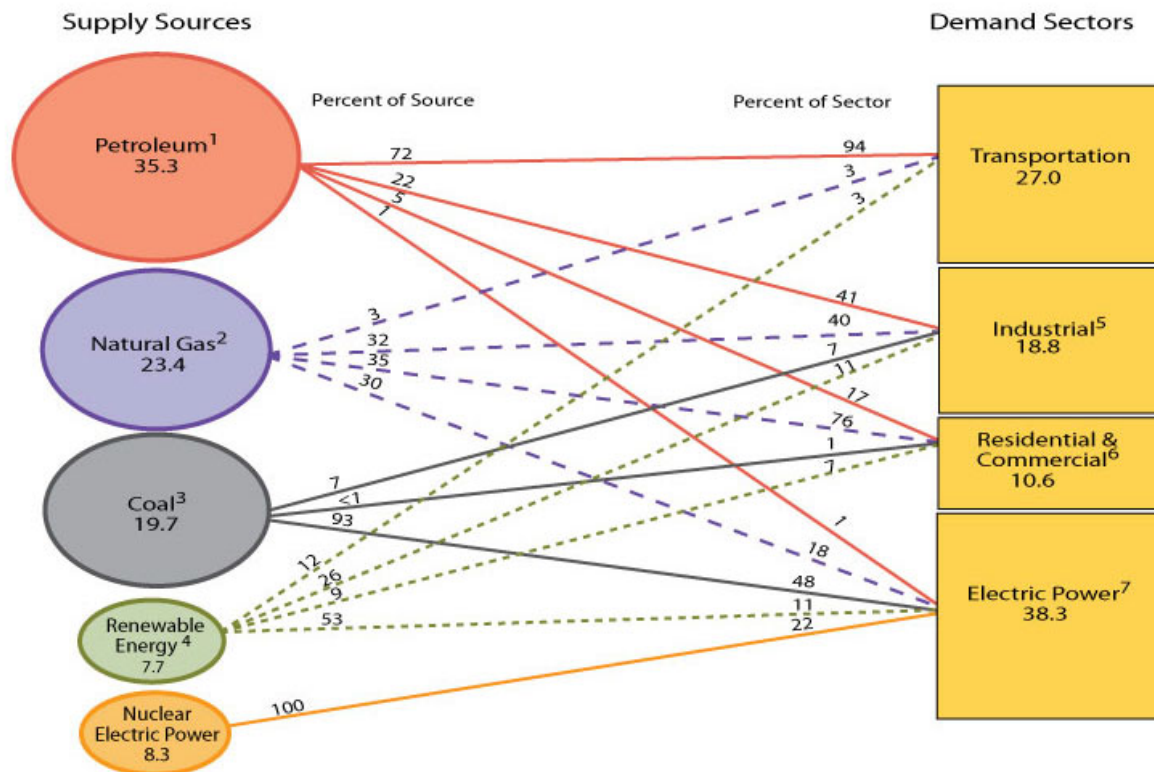 Supply Sources
Demand Sectors
Percent of Source
Percent of Sector
Petroleum¹
35.3
72
22
5
1
94
3
3
Transportation
27.0
Natural Gas²
23.4
3
32
35
30
41
40
7
11
Industrial⁵
18.8
Coal³
19.7
7
<1
93
17
76
1
7
Residential &
Commercial⁶
10.6
Renewable
Energy ⁴
7.7
12
26
9
53
1
18
48
11
22
Electric Power⁷
38.3
Nuclear
Electric Power
8.3
100